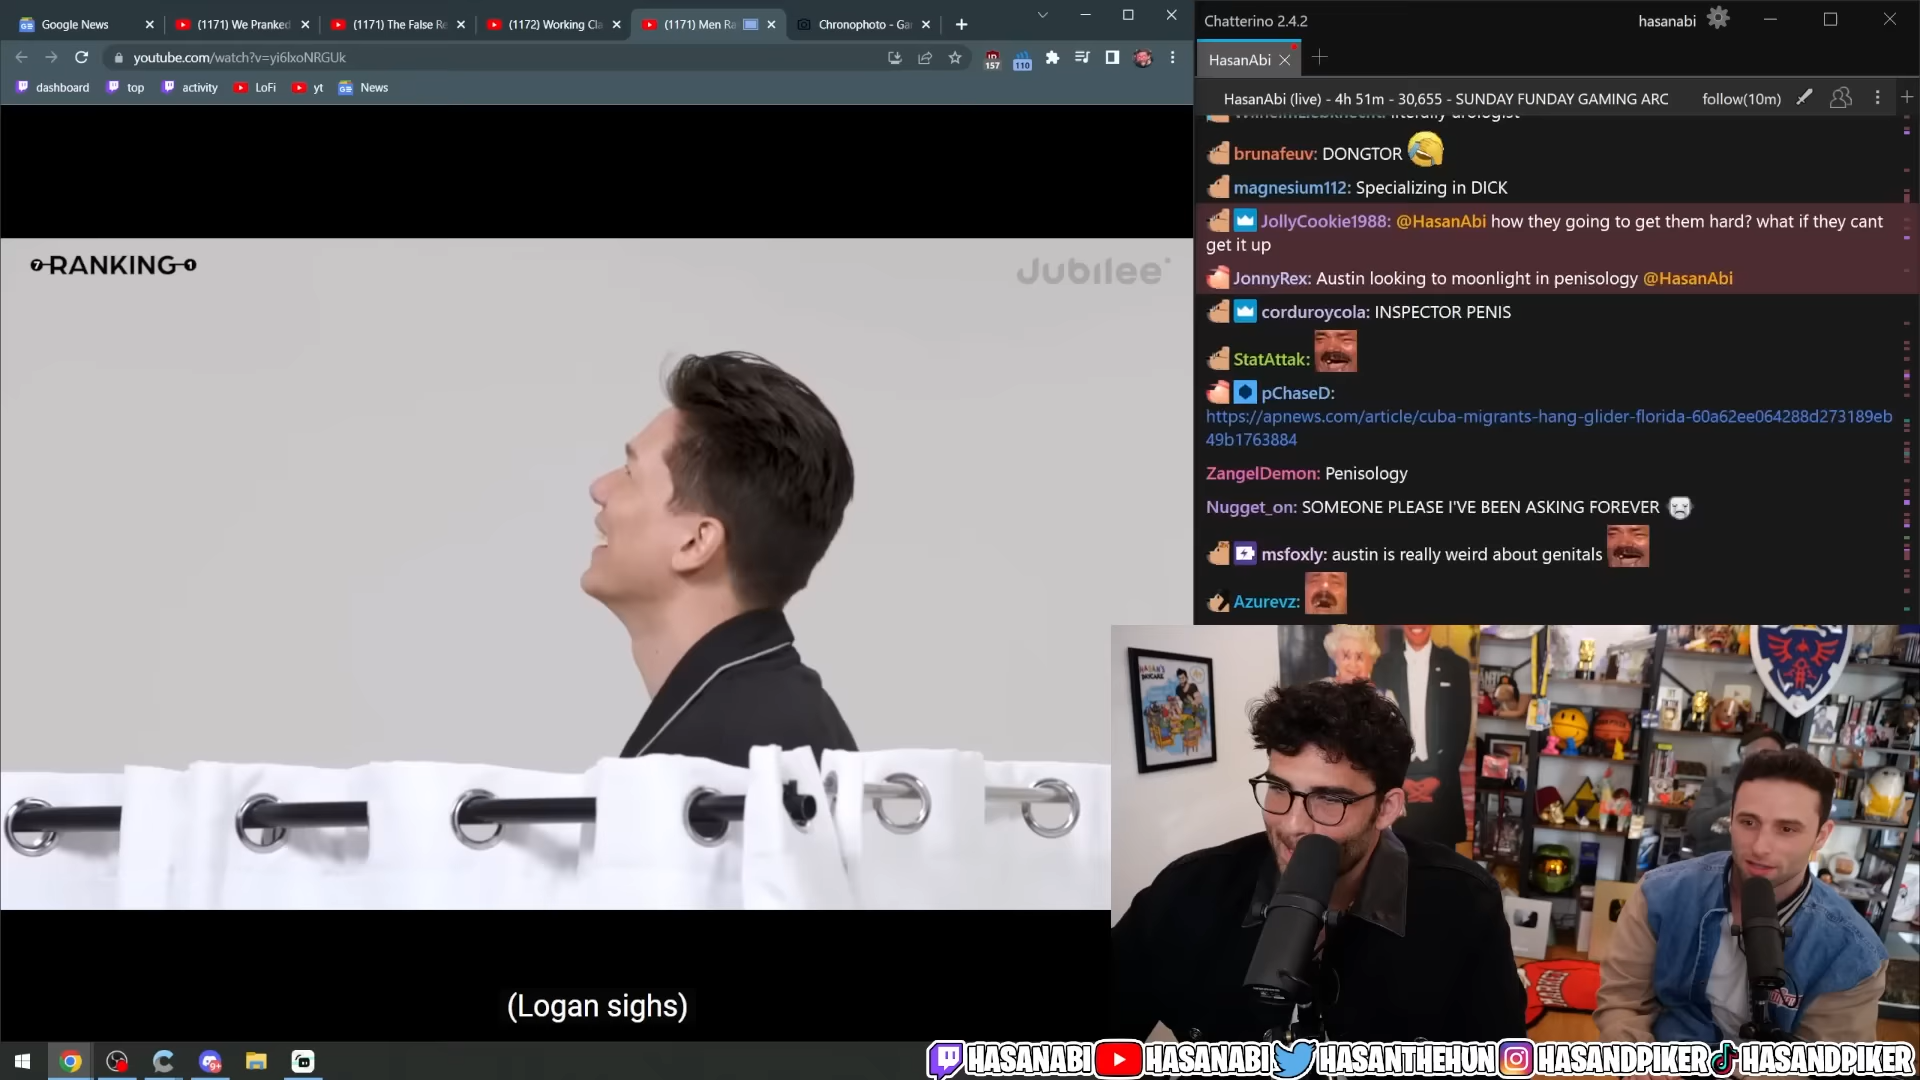 Google News
(1171) We Pranked
(1171) The False R
(1172) Working Cla
(1171) Men Ra
Chronophoto - Ga
youtube.com/watch?v=yi6lxoNRGUk
157
110
dashboard
top
activity
LoFi
yt
News
7 RANKING 1
Jubilee
(Logan sighs)
Chatterino 2.4.2
hasanabi
HasanAbi
HasanAbi (live) - 4h 51m - 30,655 - SUNDAY FUNDAY GAMING ARC
follow(10m)
brunafeuv: DONGTOR
magnesium112: Specializing in DICK
JollyCookie1988: @HasanAbi how they going to get them hard? what if they cant
get it up
JonnyRex: Austin looking to moonlight in penisology @HasanAbi
corduroycola: INSPECTOR PENIS
StatAttak:
pChaseD:
https://apnews.com/article/cuba-migrants-hang-glider-florida-60a62ee064288d273189eb
49b1763884
ZangelDemon: Penisology
Nugget_on: SOMEONE PLEASE I'VE BEEN ASKING FOREVER
msfoxly: austin is really weird about genitals
Azurevz:
HASANABI
HASANABI
HASANTHEHUN
HASANDPIKER
HASANDPIKER